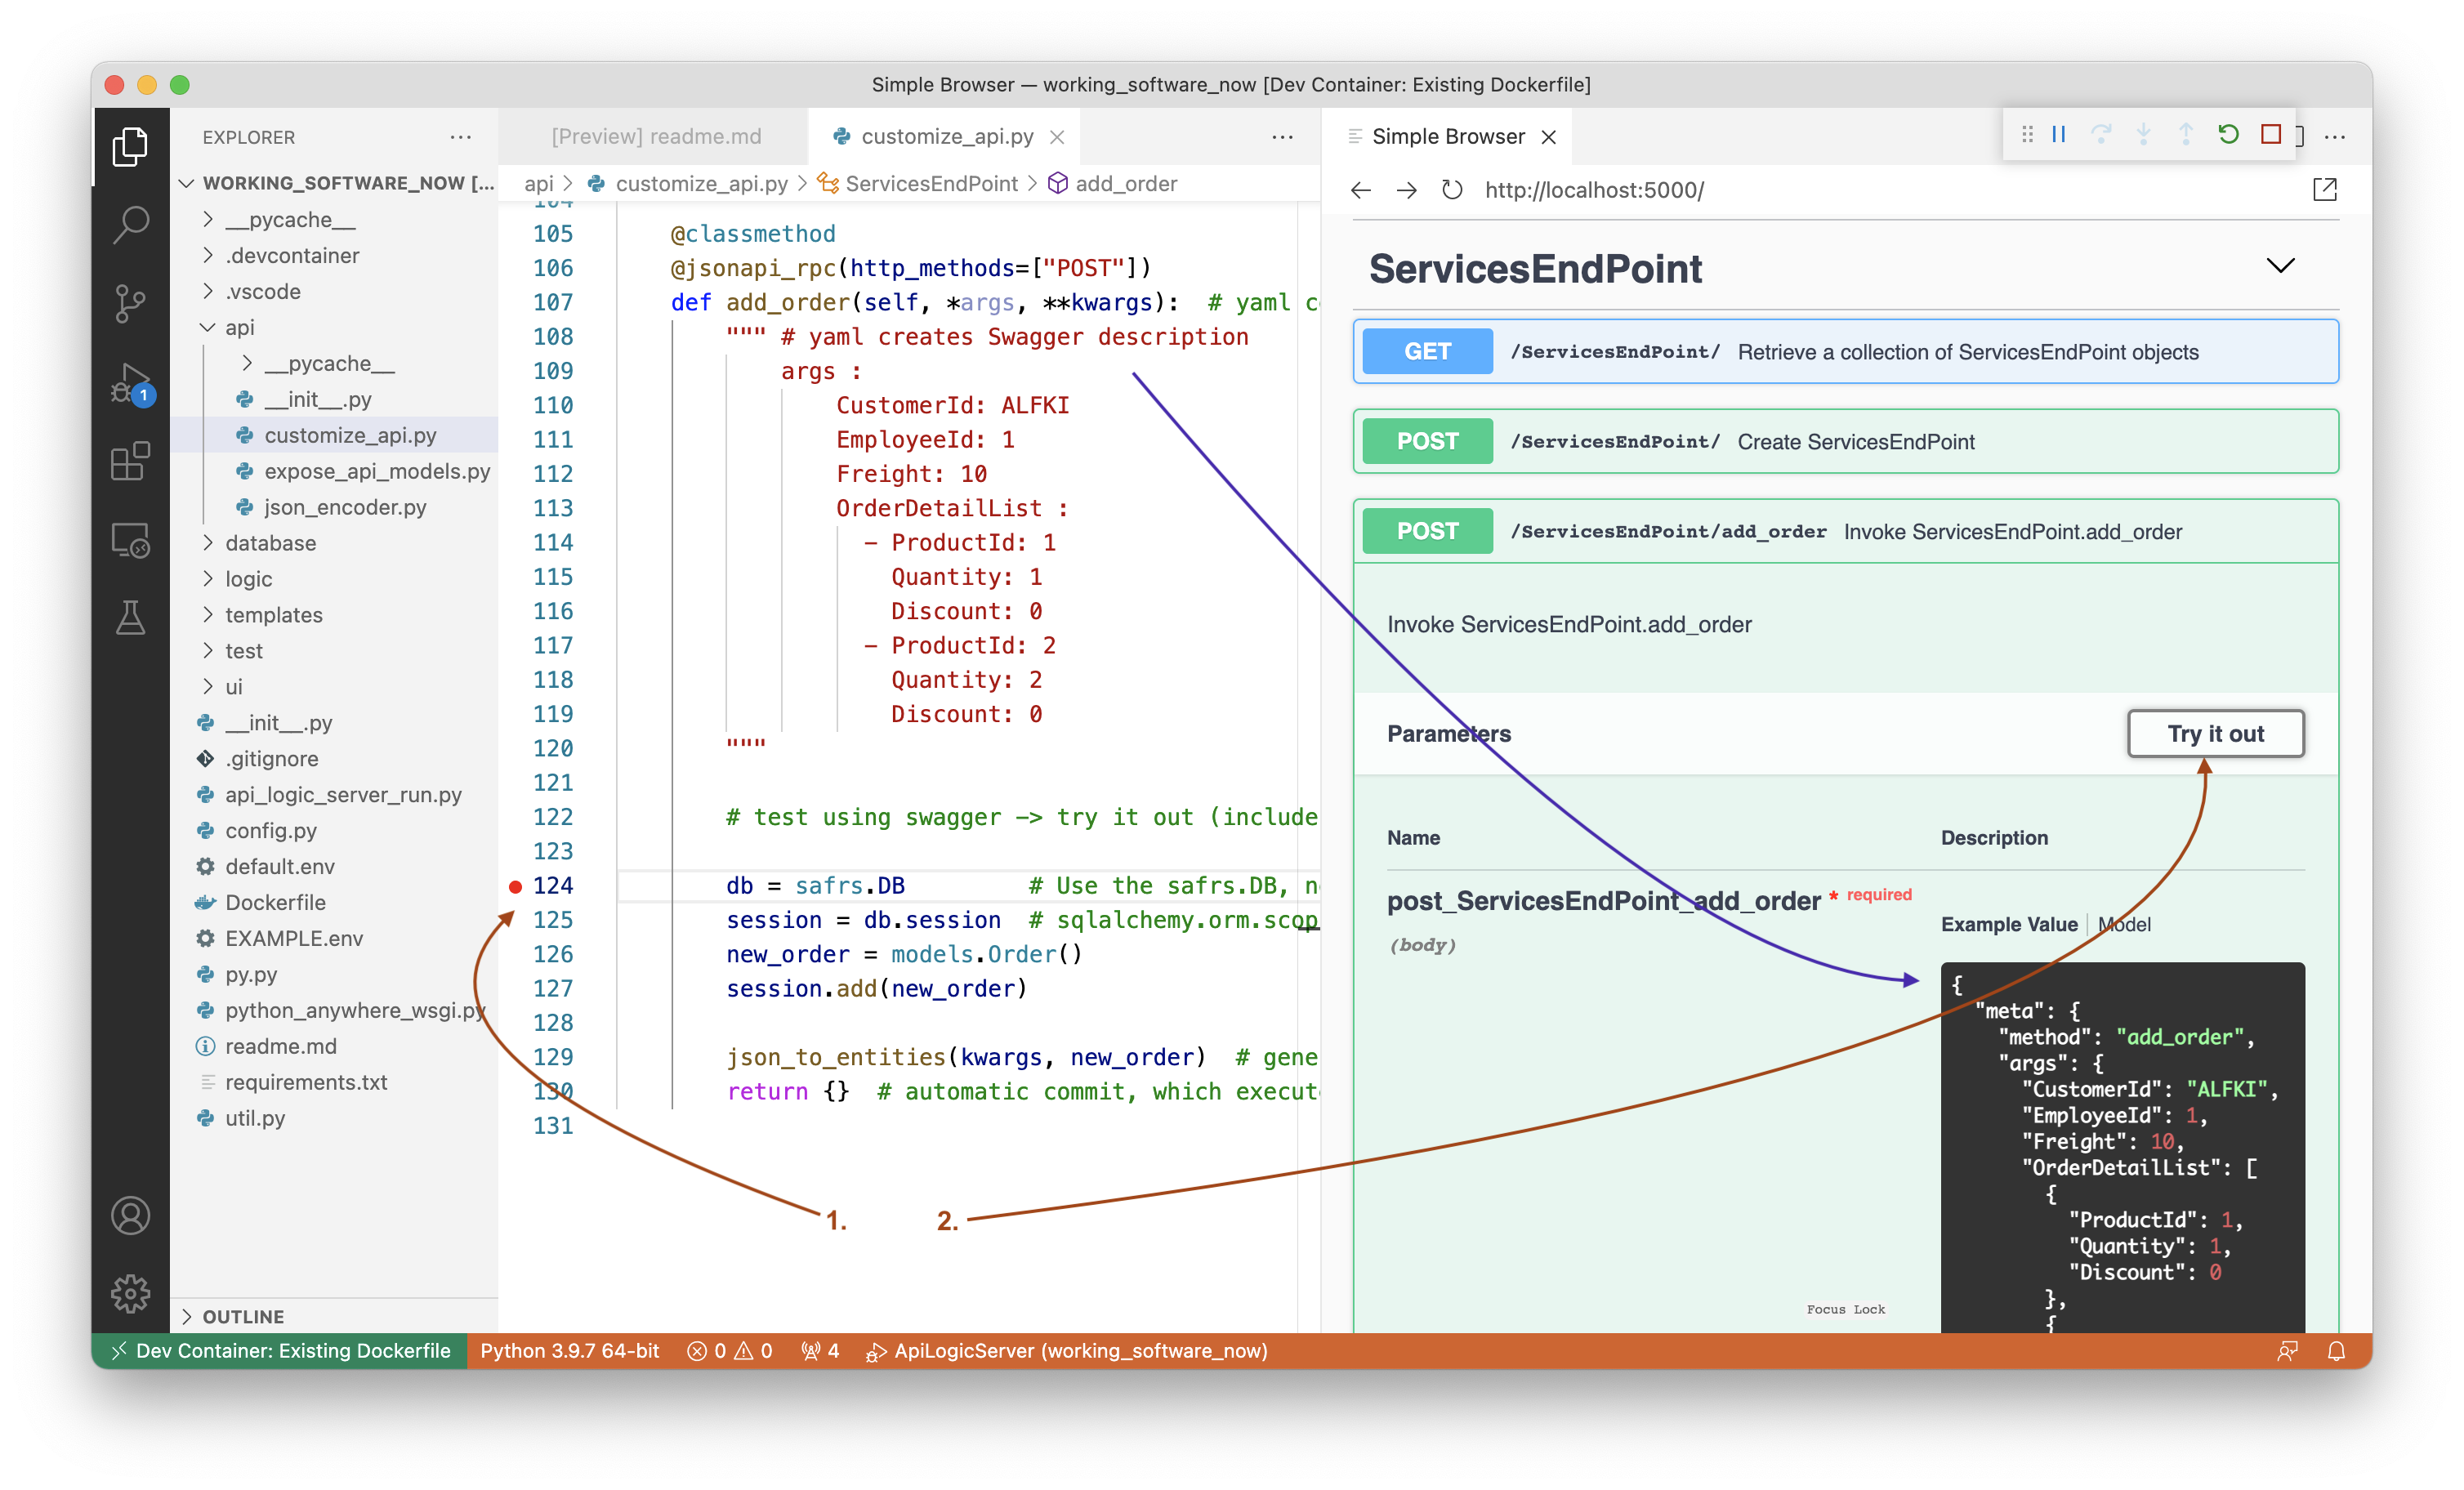 Simple Browser — working_software_now [Dev Container: Existing Dockerfile]
EXPLORER
WORKING_SOFTWARE_NOW [...
__pycache__
.devcontainer
.vscode
api
__pycache__
__init__.py
customize_api.py
expose_api_models.py
json_encoder.py
database
logic
templates
test
ui
__init__.py
.gitignore
api_logic_server_run.py
config.py
default.env
Dockerfile
EXAMPLE.env
py.py
python_anywhere_wsgi.py
readme.md
requirements.txt
util.py
OUTLINE
1
[Preview] readme.md
customize_api.py
api > customize_api.py > ServicesEndPoint > add_order
104
105 @classmethod
106 @jsonapi_rpc(http_methods=["POST"])
107 def add_order(self, *args, **kwargs):  # yaml c
108 """ # yaml creates Swagger description
109 args :
110 CustomerId: ALFKI
111 EmployeeId: 1
112 Freight: 10
113 OrderDetailList :
114 - ProductId: 1
115 Quantity: 1
116 Discount: 0
117 - ProductId: 2
118 Quantity: 2
119 Discount: 0
120 """
121
122 # test using swagger -> try it out (include
123
124 db = safrs.DB         # Use the safrs.DB, n
125 session = db.session  # sqlalchemy.orm.scop
126 new_order = models.Order()
127 session.add(new_order)
128
129 json_to_entities(kwargs, new_order)  # gene
130 return {}  # automatic commit, which execut
131
1.
2.
Simple Browser
http://localhost:5000/
ServicesEndPoint
GET /ServicesEndPoint/ Retrieve a collection of ServicesEndPoint objects
POST /ServicesEndPoint/ Create ServicesEndPoint
POST /ServicesEndPoint/add_order Invoke ServicesEndPoint.add_order
Invoke ServicesEndPoint.add_order
Parameters
Try it out
Name
Description
post_ServicesEndPoint_add_order * required
(body)
Example Value | Model
{
"meta": {
"method": "add_order",
"args": {
"CustomerId": "ALFKI",
"EmployeeId": 1,
"Freight": 10,
"OrderDetailList": [
{
"ProductId": 1,
"Quantity": 1,
"Discount": 0
},
{
Focus Lock
Dev Container: Existing Dockerfile
Python 3.9.7 64-bit
0
0
4
ApiLogicServer (working_software_now)